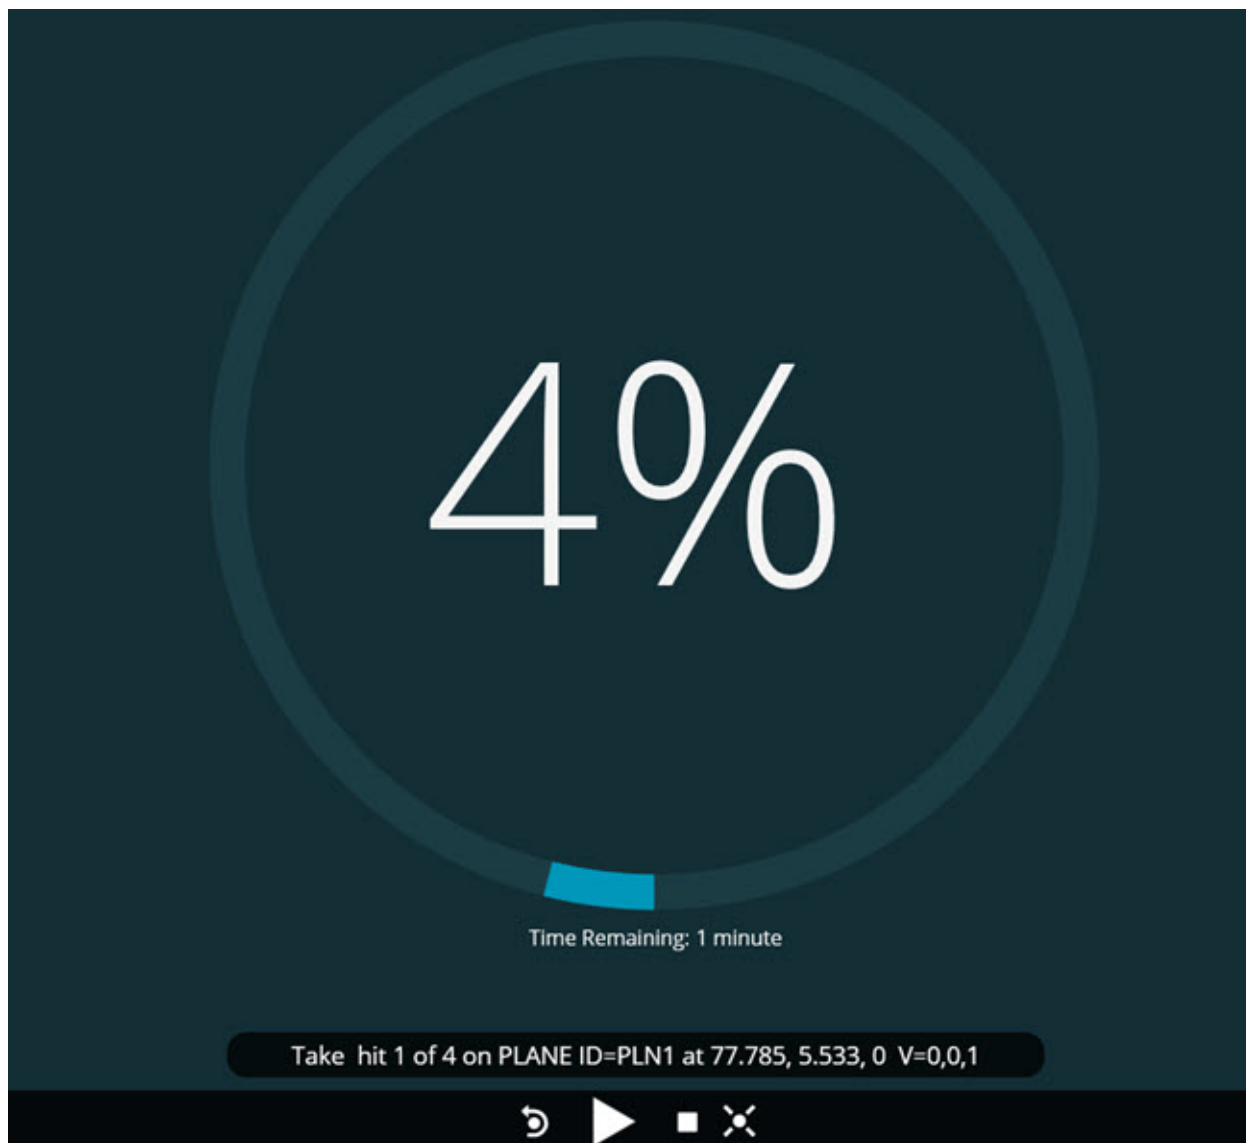 4%
Time Remaining: 1 minute
Take  hit 1 of 4 on PLANE ID=PLN1 at 77.785, 5.533, 0  V=0,0,1